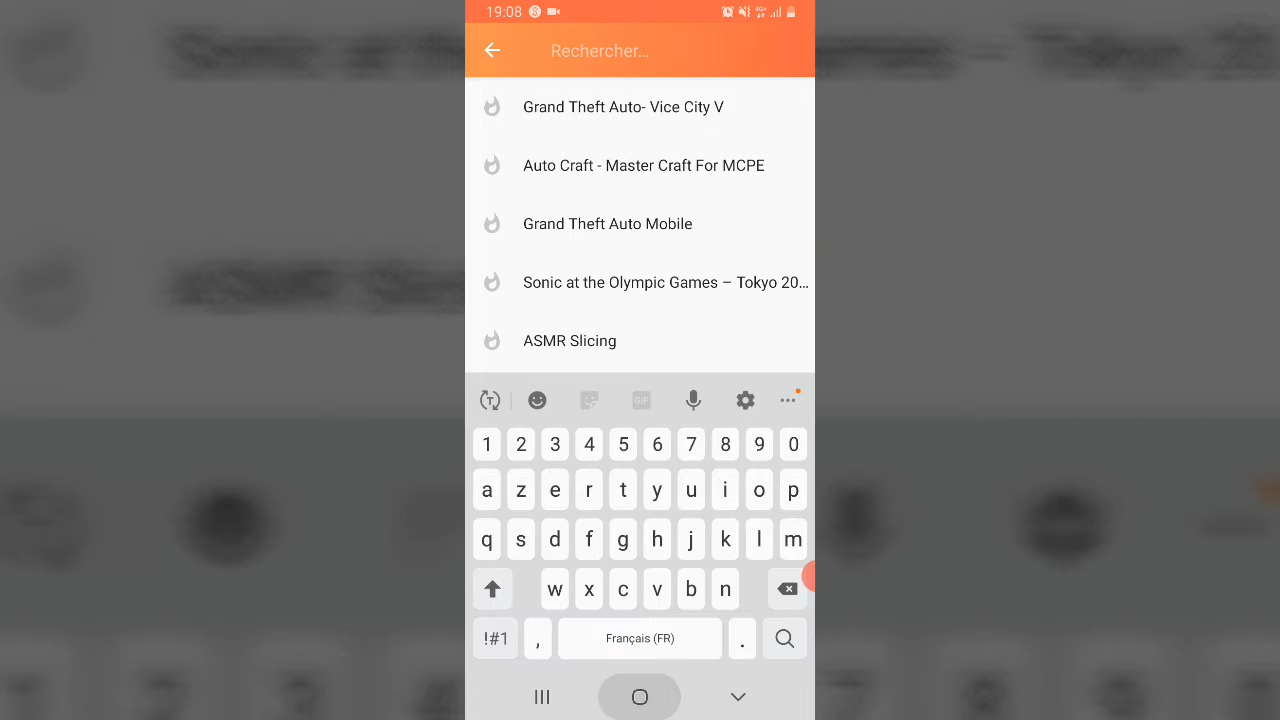 19:08
4G+
Rechercher...
Grand Theft Auto- Vice City V
Auto Craft - Master Craft For MCPE
Grand Theft Auto Mobile
Sonic at the Olympic Games – Tokyo 20...
ASMR Slicing
T GIF ...
1 2 3 4 5 6 7 8 9 0
a z e r t y u i o p
q s d f g h j k l m
w x c v b n
!#1 , Français (FR) .